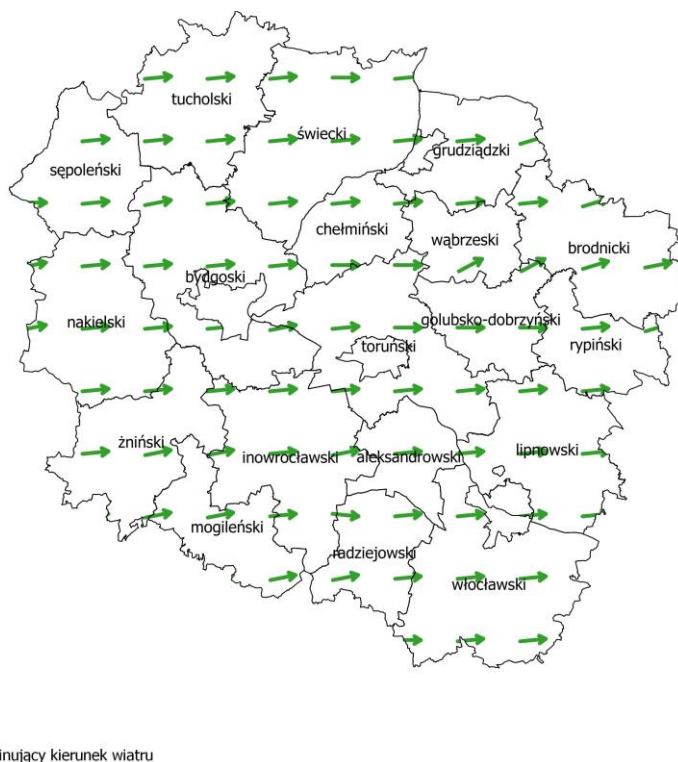 tucholski
świecki
sępoleński
grudziądzki
chełmiński
wąbrzeski
brodnicki
bydgoski
nakielski
golubsko-dobrzyński
toruński
rypiński
żniński
inowrocławski
aleksandrowski
lipnowski
mogileński
radziejowski
włocławski
inujący kierunek wiatru